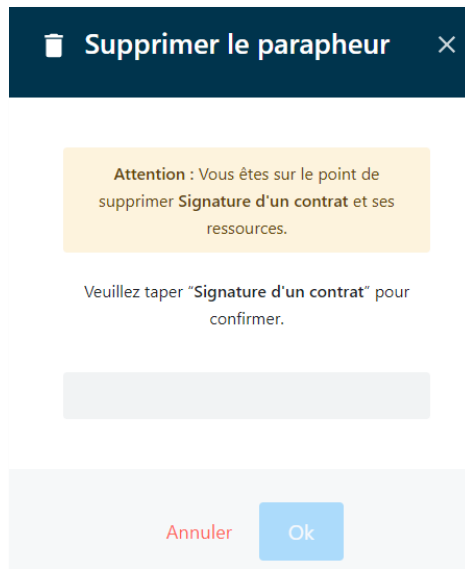 Supprimer le parapheur
Attention : Vous êtes sur le point de
supprimer Signature d'un contrat et ses
ressources.
Veuillez taper “Signature d'un contrat” pour
confirmer.
Annuler
Ok